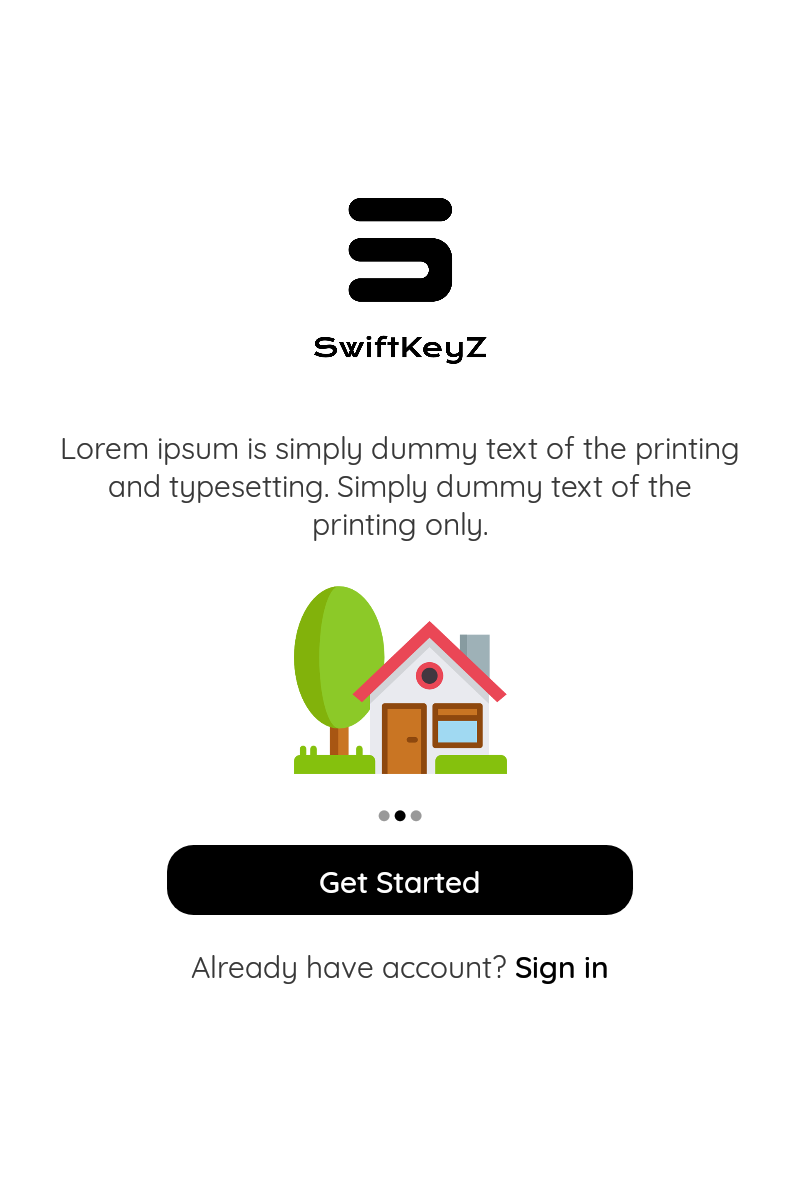 SwiftKeyZ
Lorem ipsum is simply dummy text of the printing
and typesetting. Simply dummy text of the
printing only.
Get Started
Already have account? Sign in